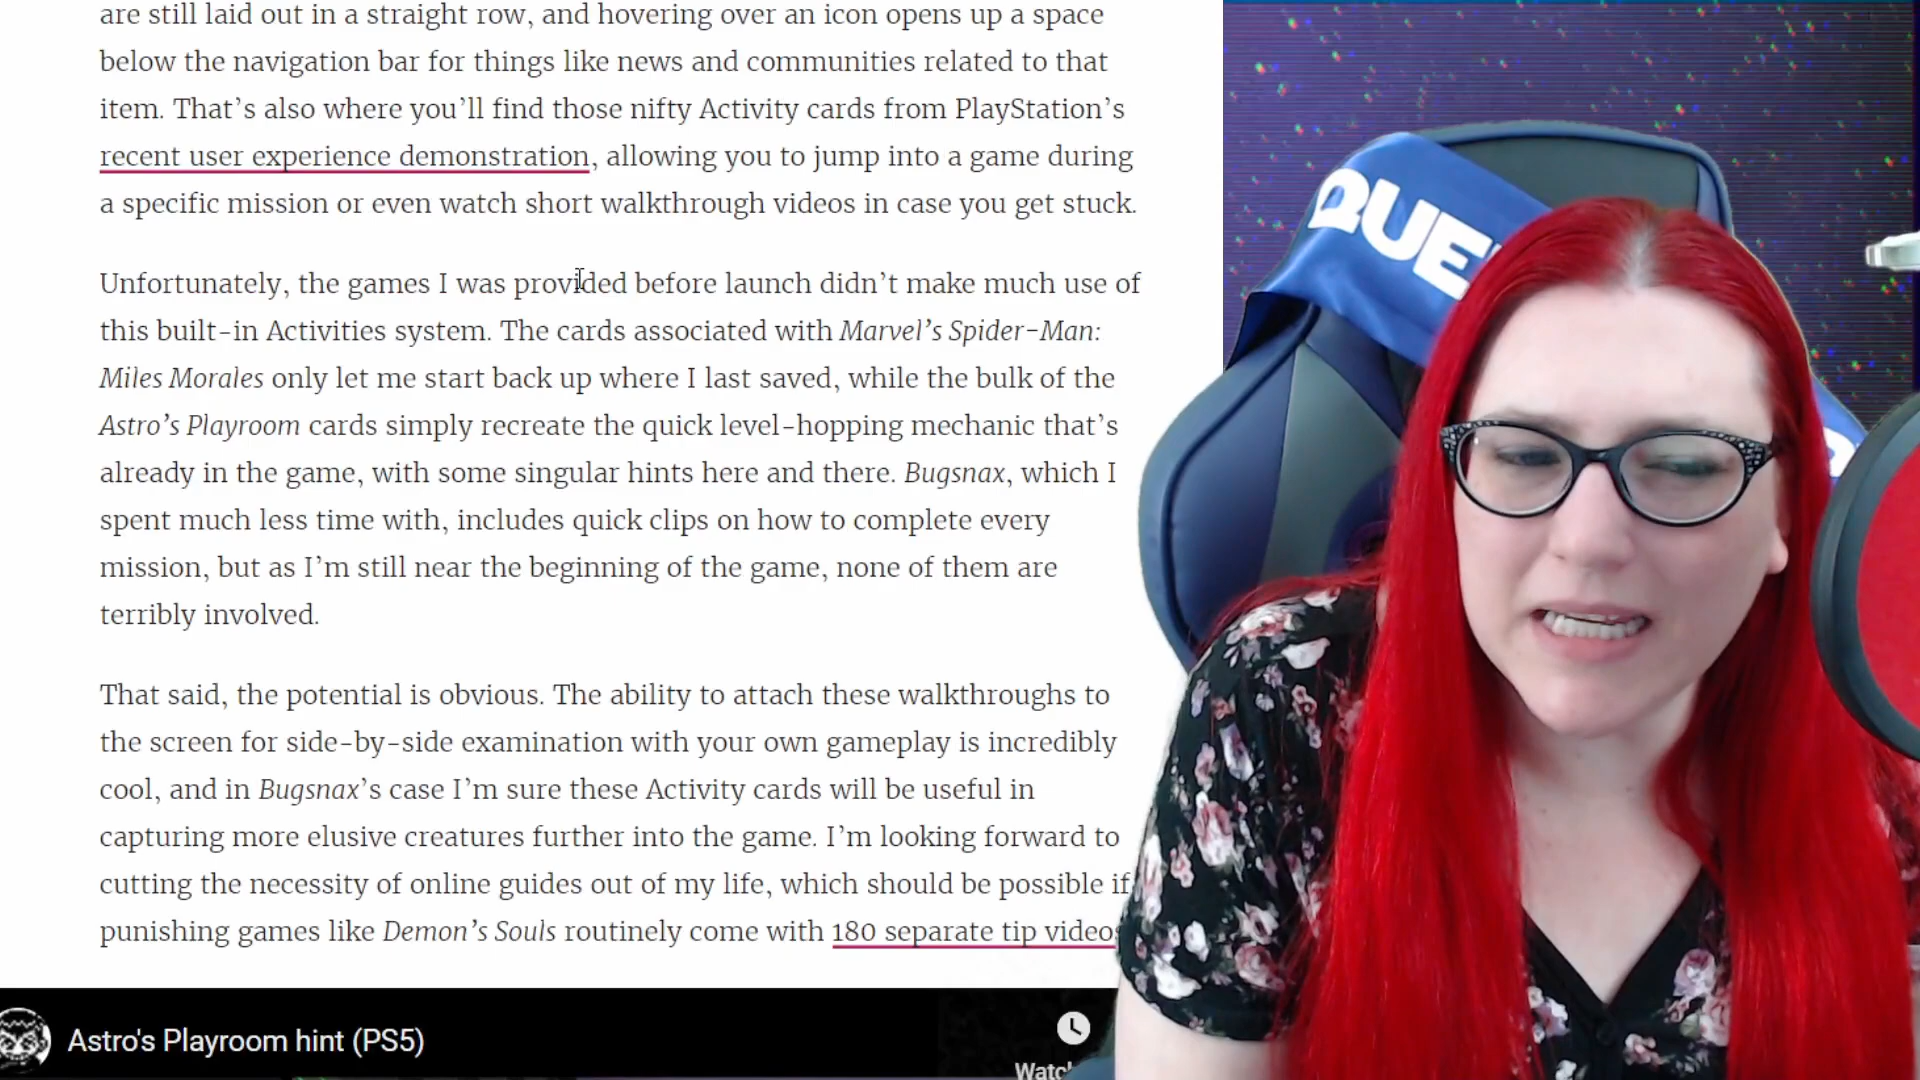 are still laid out in a straight row, and hovering over an icon opens up a space
below the navigation bar for things like news and communities related to that
item. That’s also where you’ll find those nifty Activity cards from PlayStation’s
recent user experience demonstration, allowing you to jump into a game during
a specific mission or even watch short walkthrough videos in case you get stuck.
Unfortunately, the games I was provided before launch didn’t make much use of
this built-in Activities system. The cards associated with Marvel’s Spider-Man:
Miles Morales only let me start back up where I last saved, while the bulk of the
Astro’s Playroom cards simply recreate the quick level-hopping mechanic that’s
already in the game, with some singular hints here and there. Bugsnax, which I
spent much less time with, includes quick clips on how to complete every
mission, but as I’m still near the beginning of the game, none of them are
terribly involved.
That said, the potential is obvious. The ability to attach these walkthroughs to
the screen for side-by-side examination with your own gameplay is incredibly
cool, and in Bugsnax’s case I’m sure these Activity cards will be useful in
capturing more elusive creatures further into the game. I’m looking forward to
cutting the necessity of online guides out of my life, which should be possible if
punishing games like Demon’s Souls routinely come with 180 separate tip videos
Astro's Playroom hint (PS5)
QUE